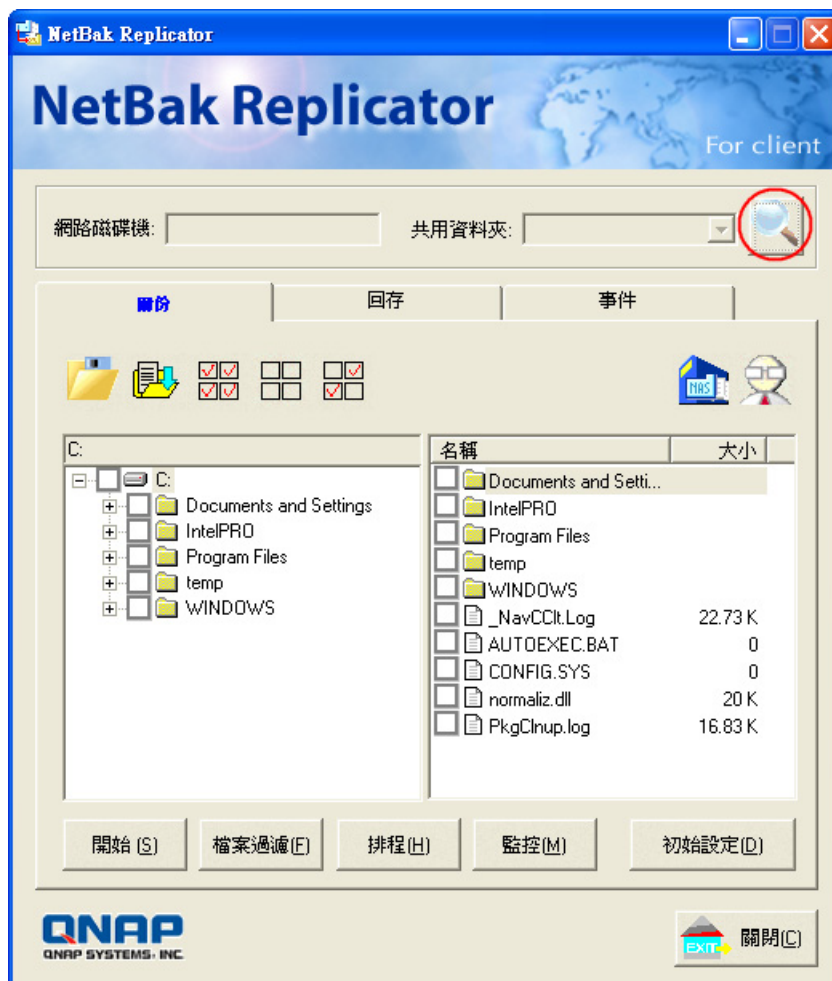 NetBak Replicator
NetBak Replicator
For client
網路磁碟機:
共用資料夾:
備份
回存
事件
NAS
C:
C:
Documents and Settings
IntelPRO
Program Files
temp
WINDOWS
名稱 大小
Documents and Setti...
IntelPRO
Program Files
temp
WINDOWS
_NavCClt.Log 22.73 K
AUTOEXEC.BAT 0
CONFIG.SYS 0
normaliz.dll 20 K
PkgClnup.log 16.83 K
開始 (S)
檔案過濾(F)
排程(H)
監控(M)
初始設定(D)
QNAP
QNAP SYSTEMS, INC.
EXIT
關閉(C)